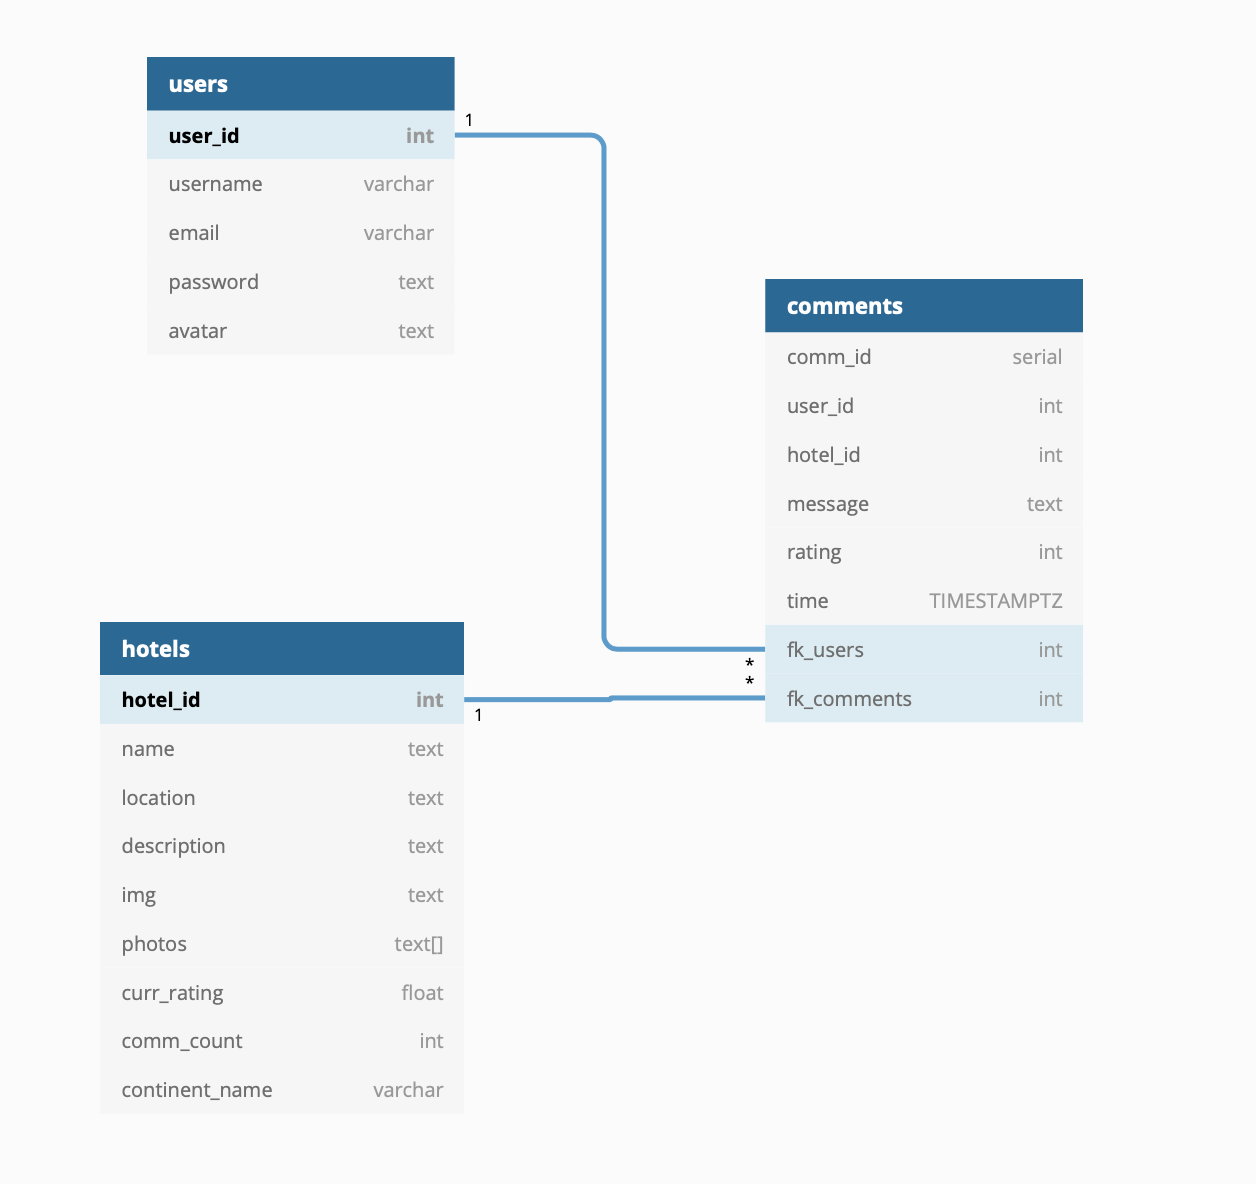 users
user_id int
username varchar
email varchar
password text
avatar text
1
comments
comm_id serial
user_id int
hotel_id int
message text
rating int
time TIMESTAMPTZ
fk_users int
fk_comments int
*
*
hotels
hotel_id int
1
name text
location text
description text
img text
photos text[]
curr_rating float
comm_count int
continent_name varchar